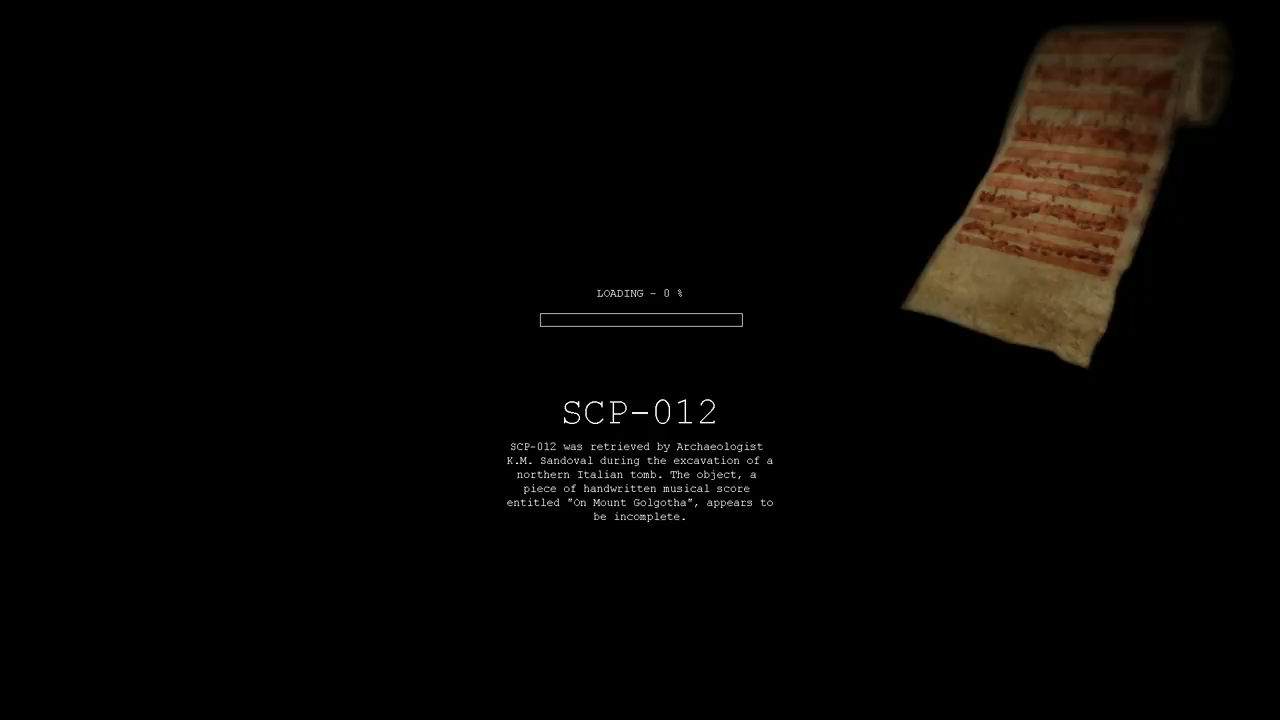 LOADING - 0 %
SCP-012
SCP-012 was retrieved by Archaeologist
K.M. Sandoval during the excavation of a
northern Italian tomb. The object, a
piece of handwritten musical score
entitled "On Mount Golgotha", appears to
be incomplete.